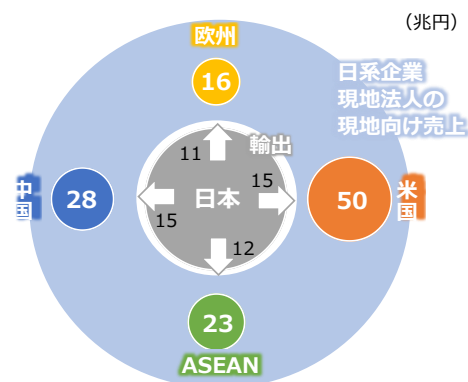 (兆円)
欧州
16
日系企業
現地法人の
現地向け売上
輸出
11
中国
28
日本
15
15
50
米国
12
23
ASEAN